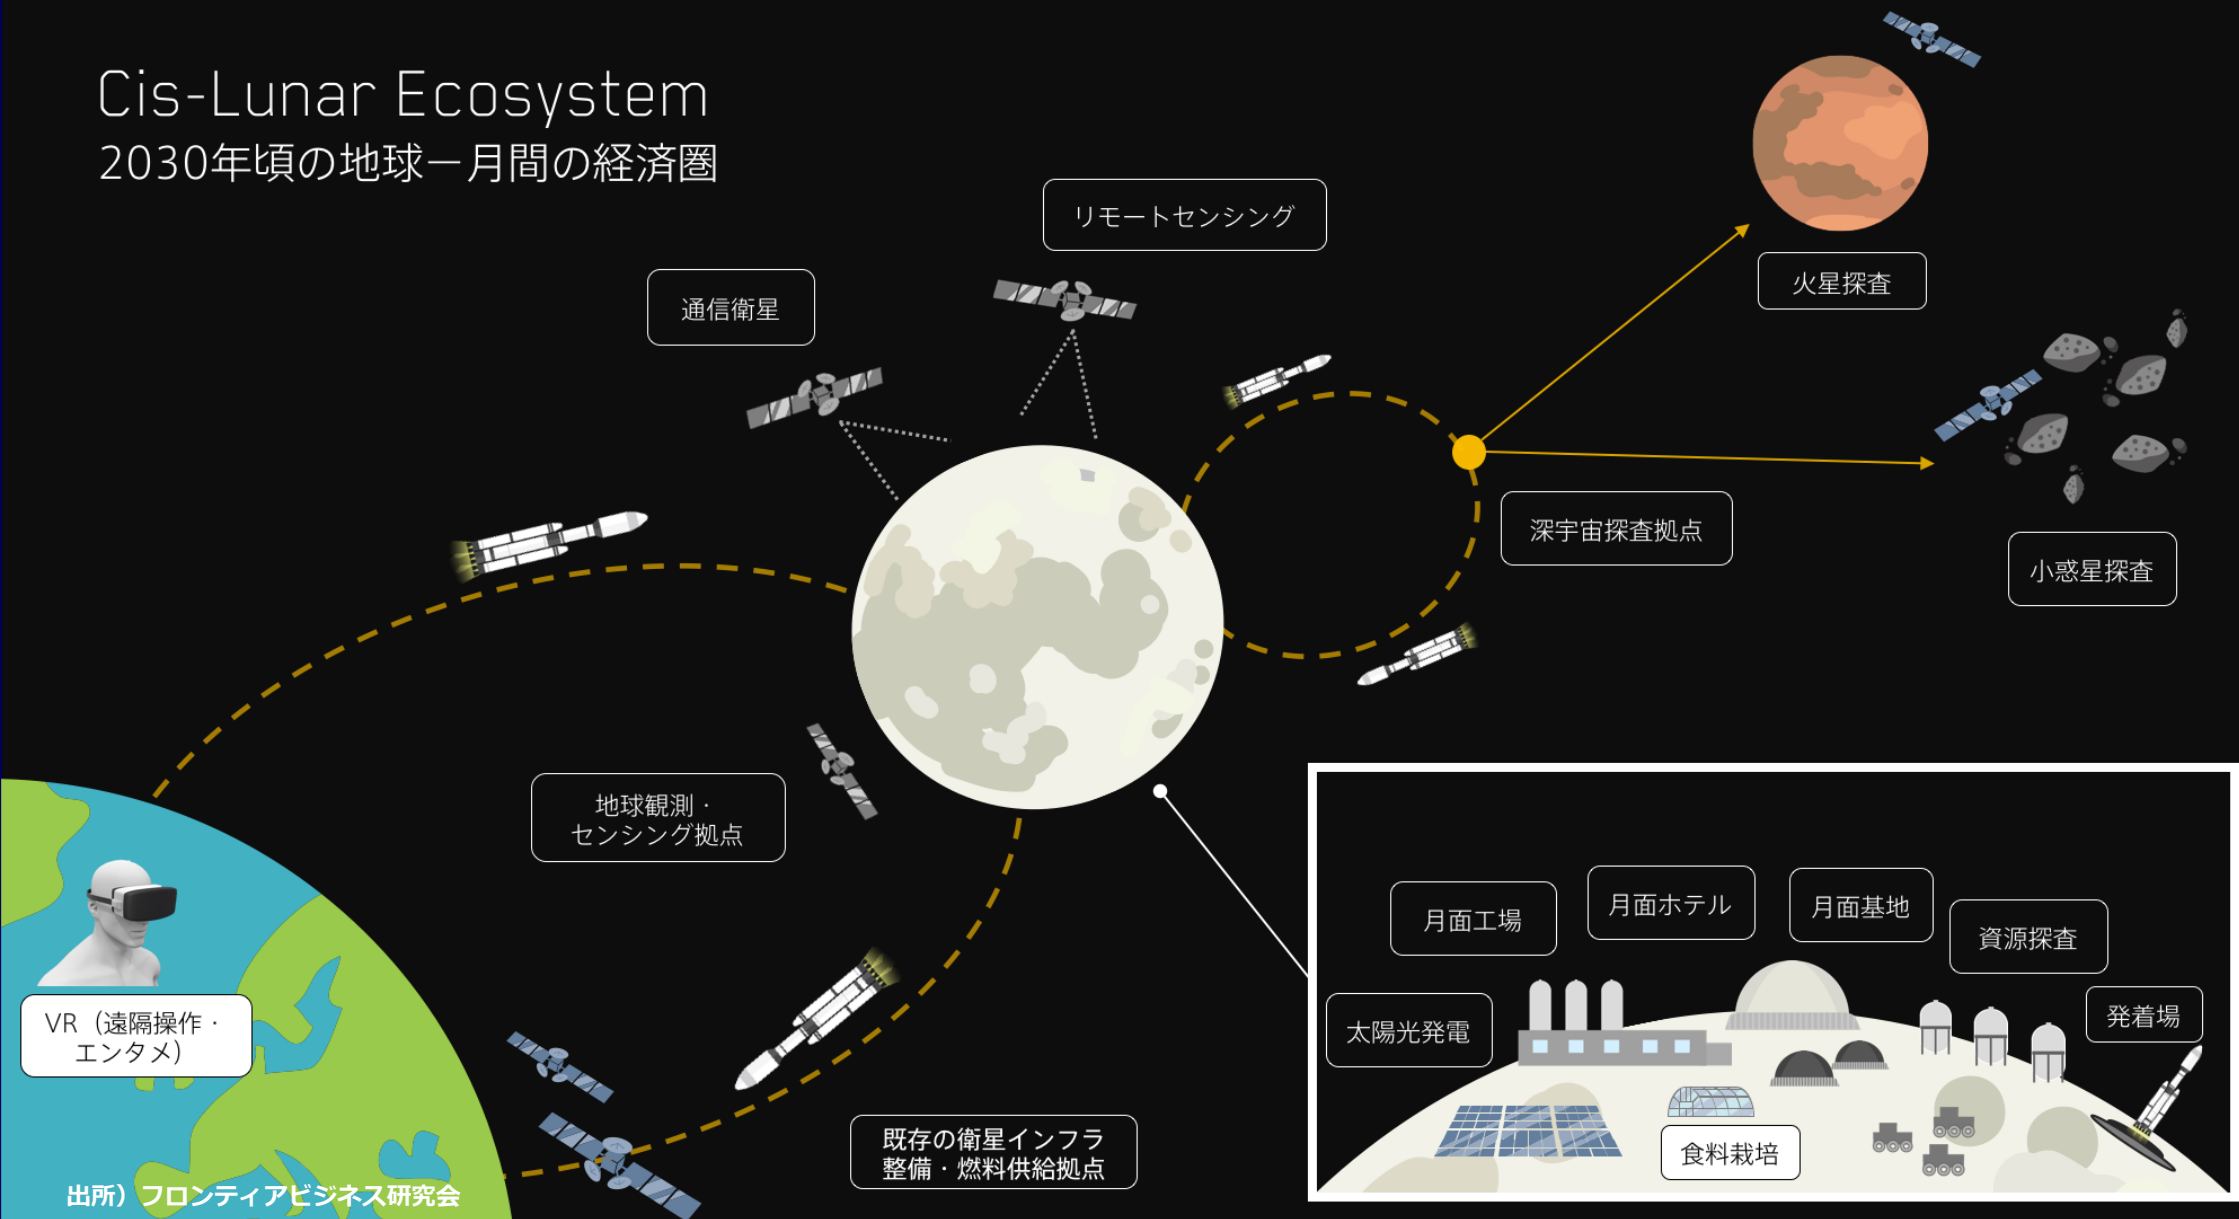 Cis-Lunar Ecosystem
2030年頃の地球ー月間の経済圏
リモートセンシング
通信衛星
火星探査
深宇宙探査拠点
小惑星探査
地球観測・
センシング拠点
VR（遠隔操作・
エンタメ）
既存の衛星インフラ
整備・燃料供給拠点
月面工場
月面ホテル
月面基地
資源探査
太陽光発電
発着場
食料栽培
出所）フロンティアビジネス研究会